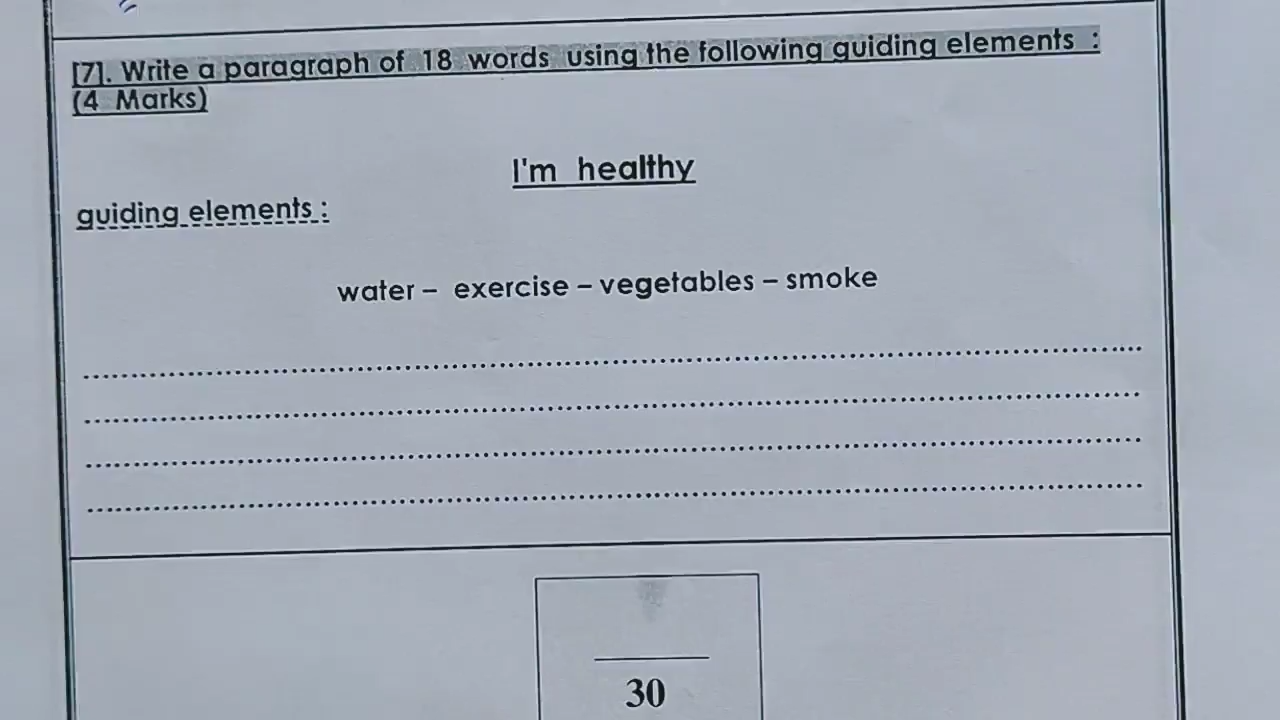 [7]. Write a paragraph of 18 words using the following guiding elements :
(4 Marks)
I'm healthy
guiding elements :
water – exercise – vegetables – smoke
................................................................................
................................................................................
................................................................................
................................................................................
30